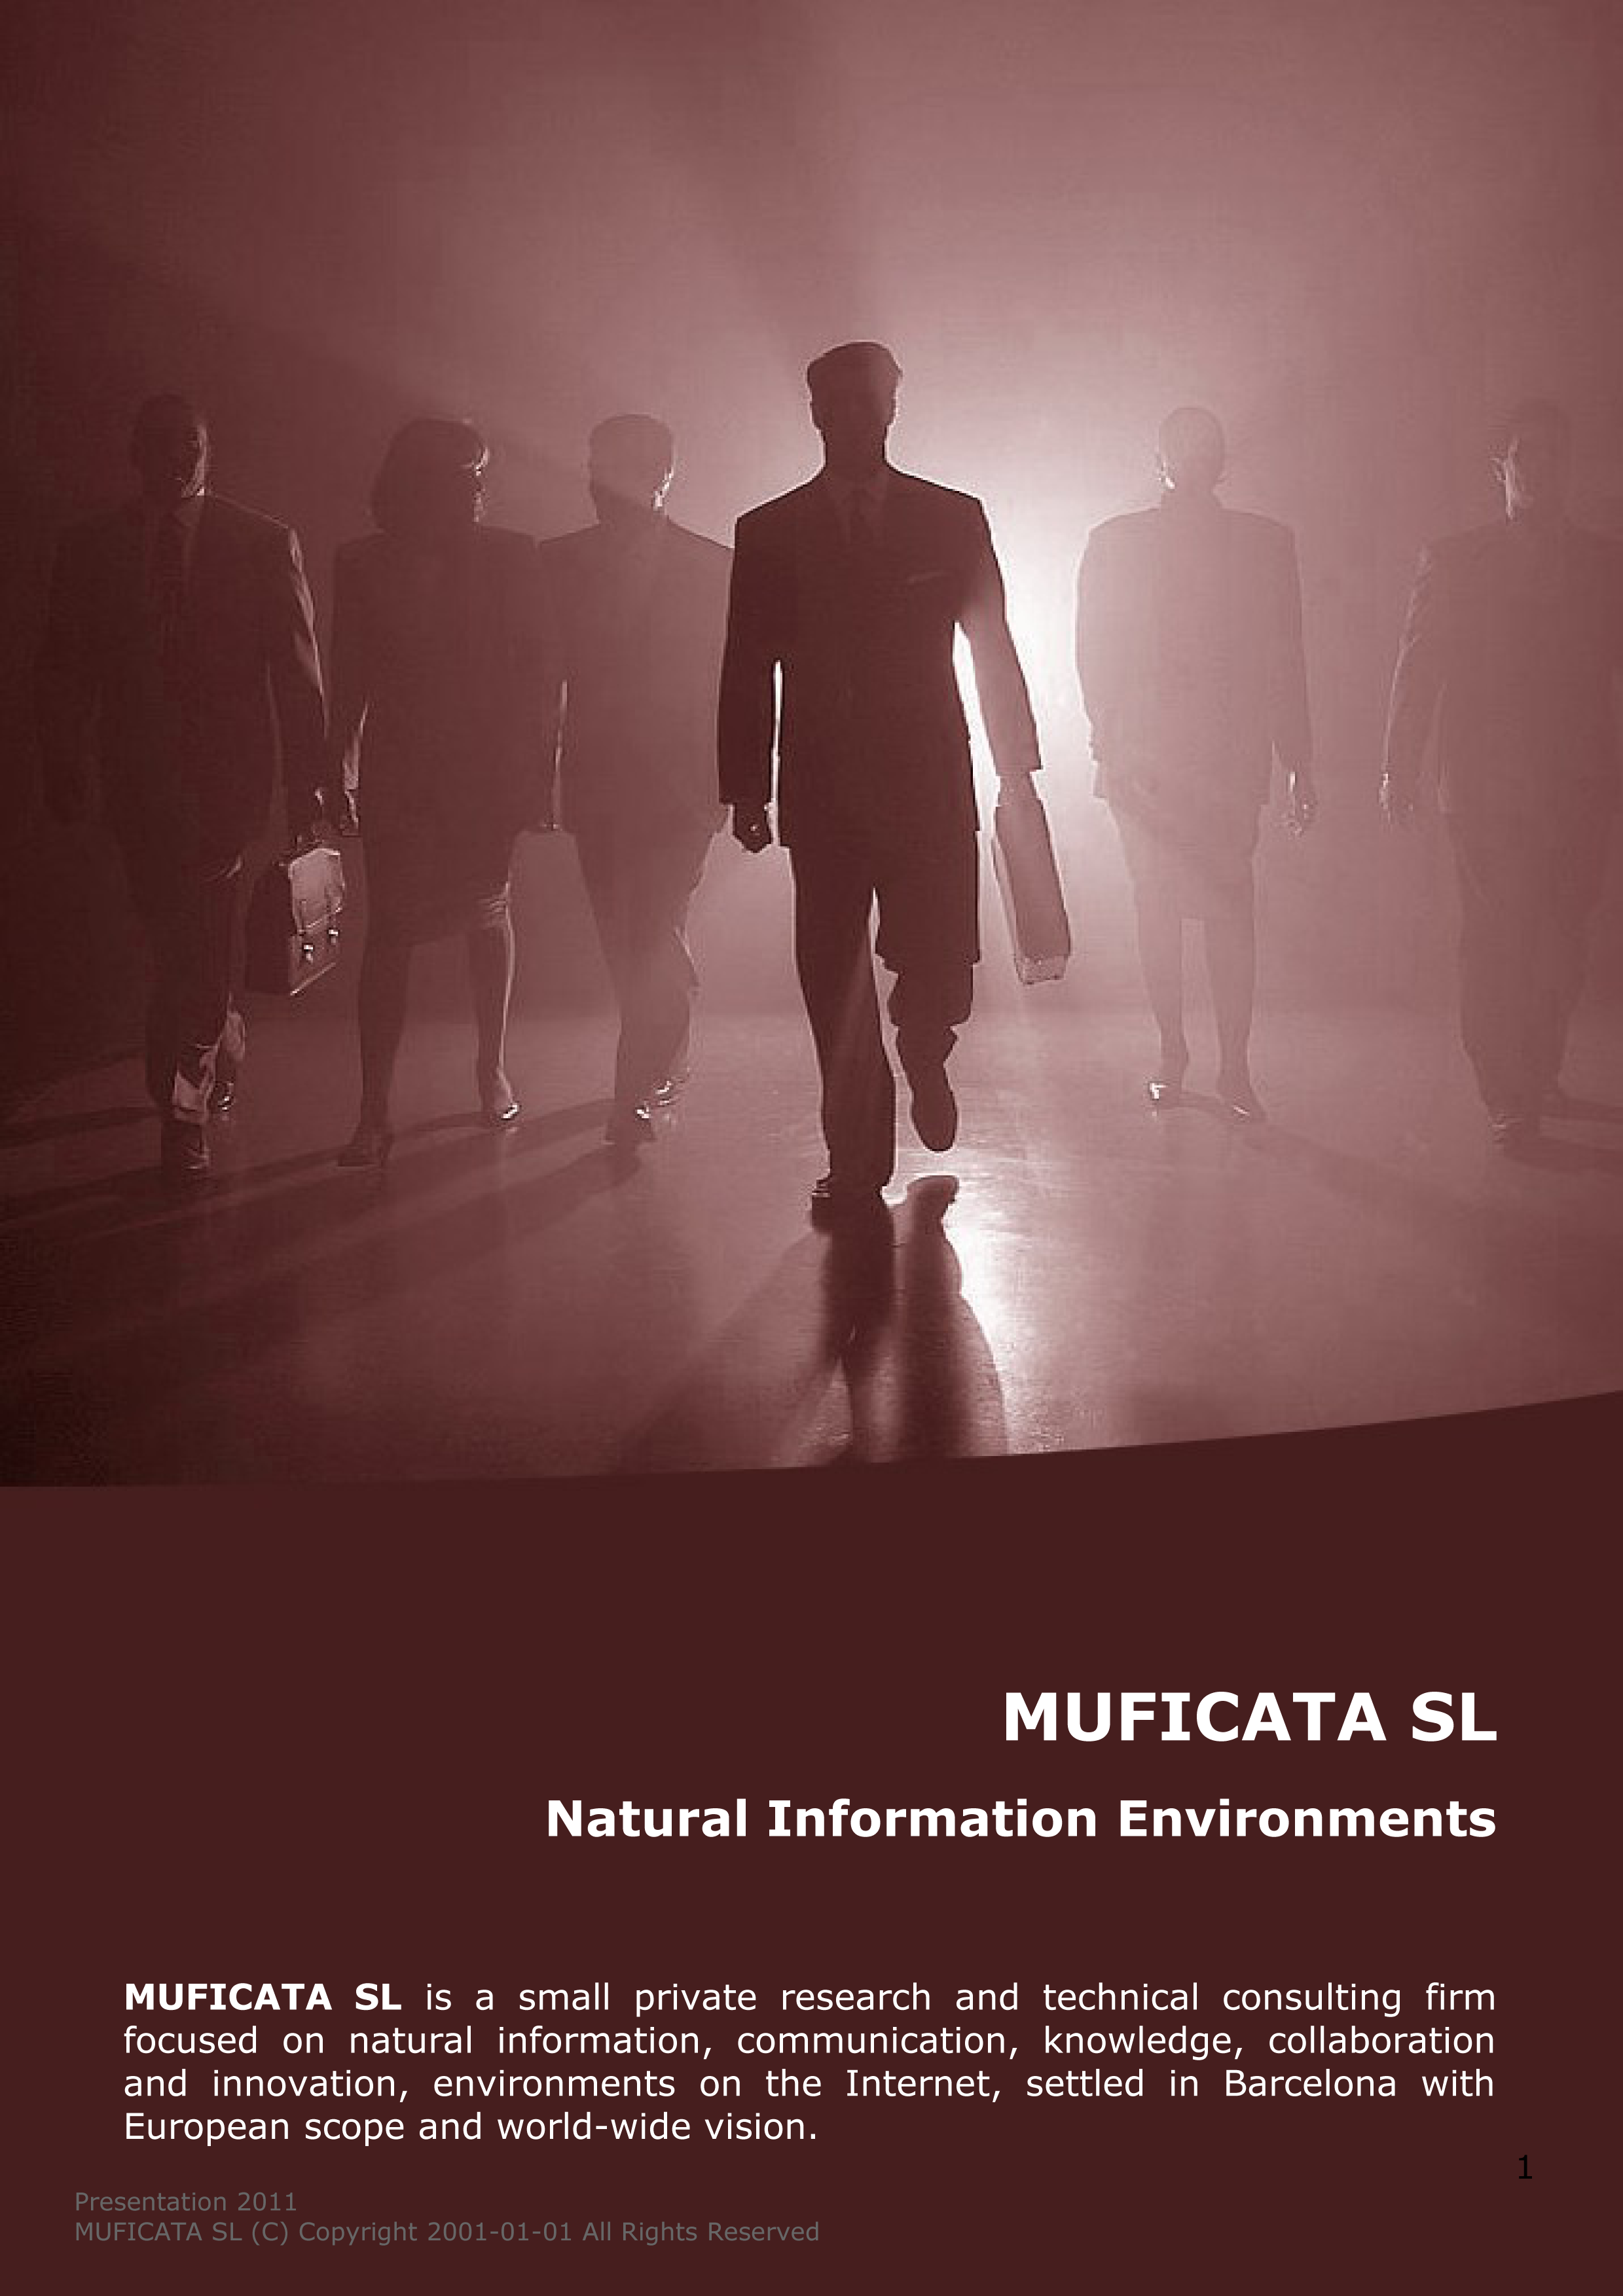 MUFICATA SL
Natural Information Environments
MUFICATA SL is a small private research and technical consulting firm
focused on natural information, communication, knowledge, collaboration
and innovation, environments on the Internet, settled in Barcelona with
European scope and world-wide vision.
1
Presentation 2011
MUFICATA SL (C) Copyright 2001-01-01 All Rights Reserved